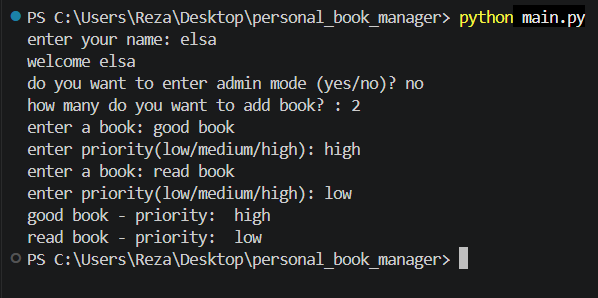 PS C:\Users\Reza\Desktop\personal_book_manager> python main.py
enter your name: elsa
welcome elsa
do you want to enter admin mode (yes/no)? no
how many do you want to add book? : 2
enter a book: good book
enter priority(low/medium/high): high
enter a book: read book
enter priority(low/medium/high): low
good book - priority:  high
read book - priority:  low
PS C:\Users\Reza\Desktop\personal_book_manager>